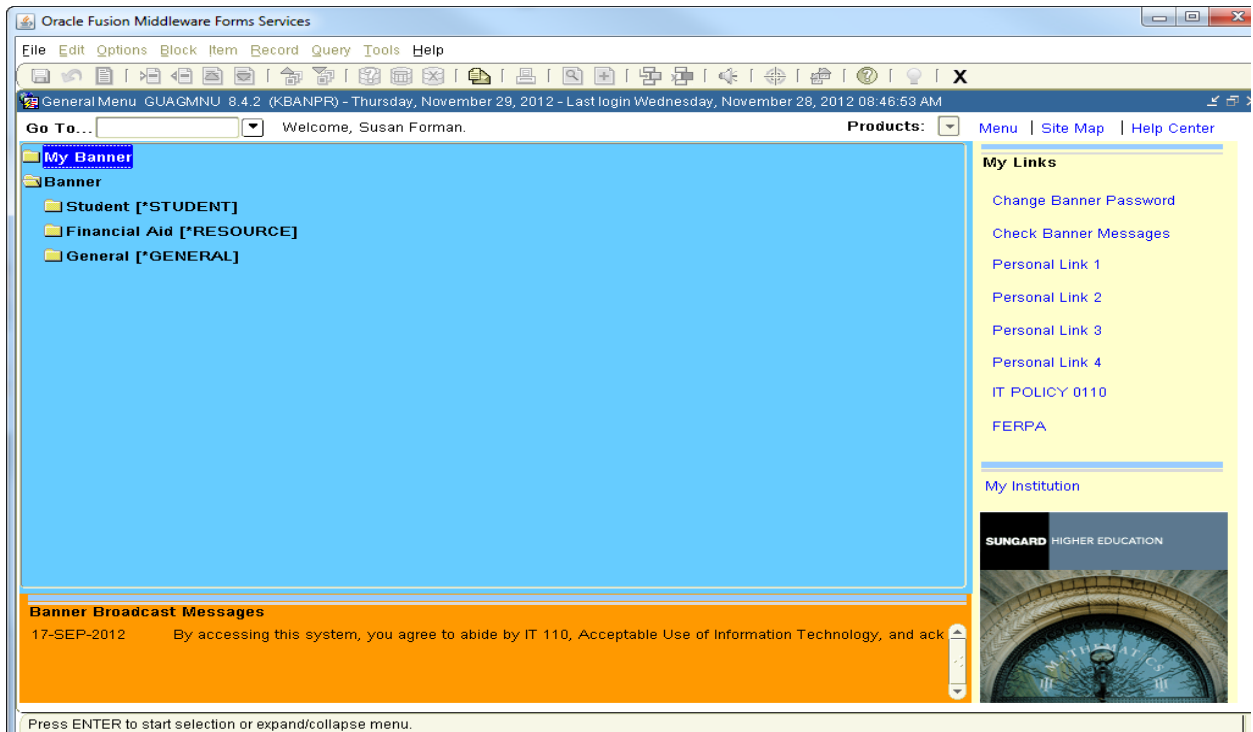 Oracle Fusion Middleware Forms Services
File Edit Options Block Item Record Query Tools Help
General Menu GUAGMNU 8.4.2 (KBANPR) - Thursday, November 29, 2012 - Last login Wednesday, November 28, 2012 08:46:53 AM
Go To... Welcome, Susan Forman. Products: Menu | Site Map | Help Center
My Banner
Banner
Student [*STUDENT]
Financial Aid [*RESOURCE]
General [*GENERAL]
My Links
Change Banner Password
Check Banner Messages
Personal Link 1
Personal Link 2
Personal Link 3
Personal Link 4
IT POLICY 0110
FERPA
My Institution
SUNGARD HIGHER EDUCATION
MATHEMATICS
Banner Broadcast Messages
17-SEP-2012 By accessing this system, you agree to abide by IT 110, Acceptable Use of Information Technology, and ack
Press ENTER to start selection or expand/collapse menu.